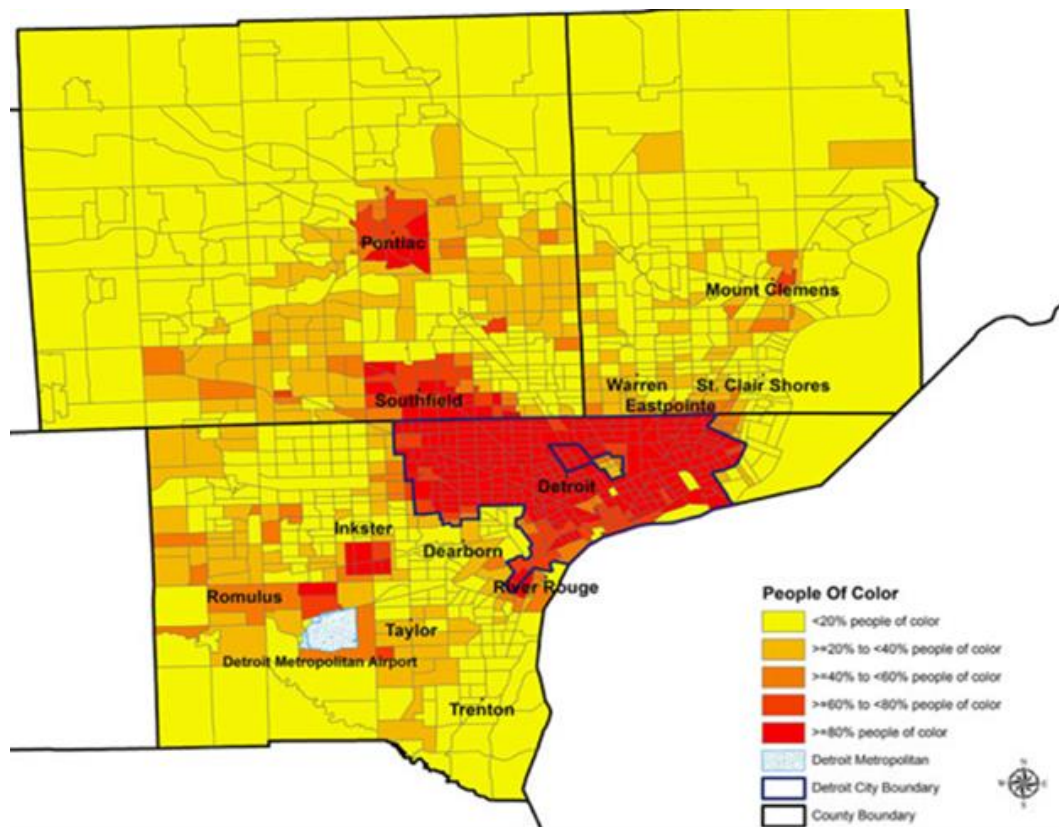 Pontiac
Mount Clemens
Warren
St. Clair Shores
Southfield
Eastpointe
Detroit
Inkster
Dearborn
River Rouge
Romulus
Taylor
Detroit Metropolitan Airport
Trenton
People Of Color
<20% people of color
>=20% to <40% people of color
>=40% to <60% people of color
>=60% to <80% people of color
>=80% people of color
Detroit Metropolitan
Detroit City Boundary
County Boundary
N
W E
S